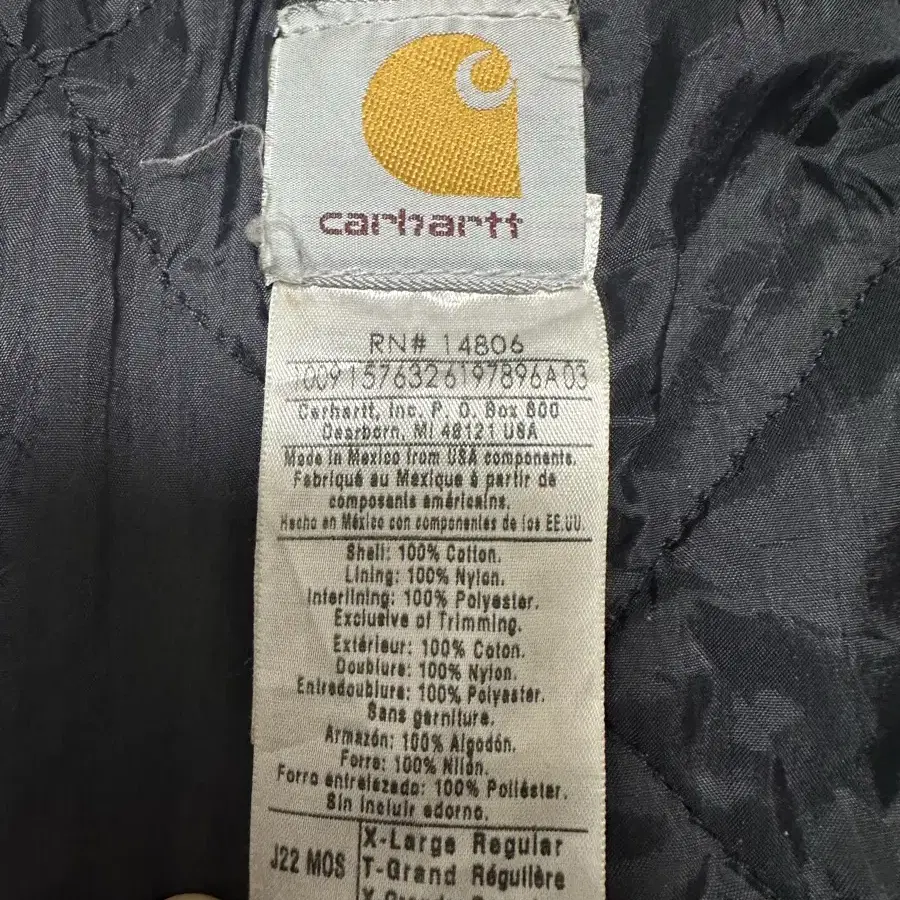 carhartt
RN# 14806
10091576326197896A03
Carhartt, Inc. P. O. Box 600
Dearborn, MI 48121 USA
Made in Mexico from USA components.
Fabriqué au Mexique à partir de
composants américains.
Hecho en México con componentes de los EE.UU.
Shell: 100% Cotton.
Lining: 100% Nylon.
Interlining: 100% Polyester.
Exclusive of Trimming.
Extérieur: 100% Coton.
Doublure: 100% Nylon.
Entredoublure: 100% Polyester.
Sans garniture.
Armazón: 100% Algodón.
Forro: 100% Nilón.
Forro entrelazado: 100% Poliéster.
Sin incluir adorno.
J22 MOS
X-Large Regular
T-Grand Régulière